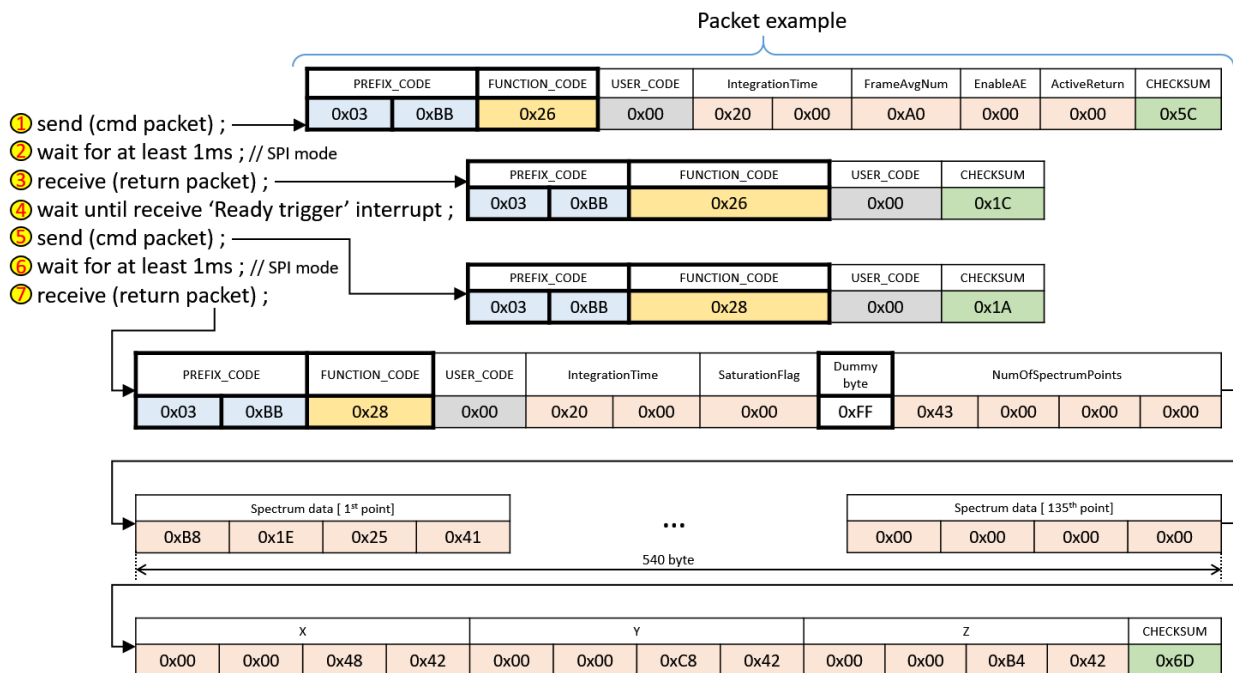 Packet example
PREFIX_CODE FUNCTION_CODE USER_CODE IntegrationTime FrameAvgNum EnableAE ActiveReturn CHECKSUM
0x03 0xBB 0x26 0x00 0x20 0x00 0xA0 0x00 0x00 0x5C
1 send (cmd packet) ;
2 wait for at least 1ms ; // SPI mode
3 receive (return packet) ;
PREFIX_CODE FUNCTION_CODE USER_CODE CHECKSUM
0x03 0xBB 0x26 0x00 0x1C
4 wait until receive ‘Ready trigger’ interrupt ;
5 send (cmd packet) ;
6 wait for at least 1ms ; // SPI mode
7 receive (return packet) ;
PREFIX_CODE FUNCTION_CODE USER_CODE CHECKSUM
0x03 0xBB 0x28 0x00 0x1A
PREFIX_CODE FUNCTION_CODE USER_CODE IntegrationTime SaturationFlag Dummy byte NumOfSpectrumPoints
0x03 0xBB 0x28 0x00 0x20 0x00 0x00 0xFF 0x43 0x00 0x00 0x00
Spectrum data [ 1st point] ... Spectrum data [ 135th point]
0xB8 0x1E 0x25 0x41 0x00 0x00 0x00 0x00
540 byte
X Y Z CHECKSUM
0x00 0x00 0x48 0x42 0x00 0x00 0xC8 0x42 0x00 0x00 0xB4 0x42 0x6D